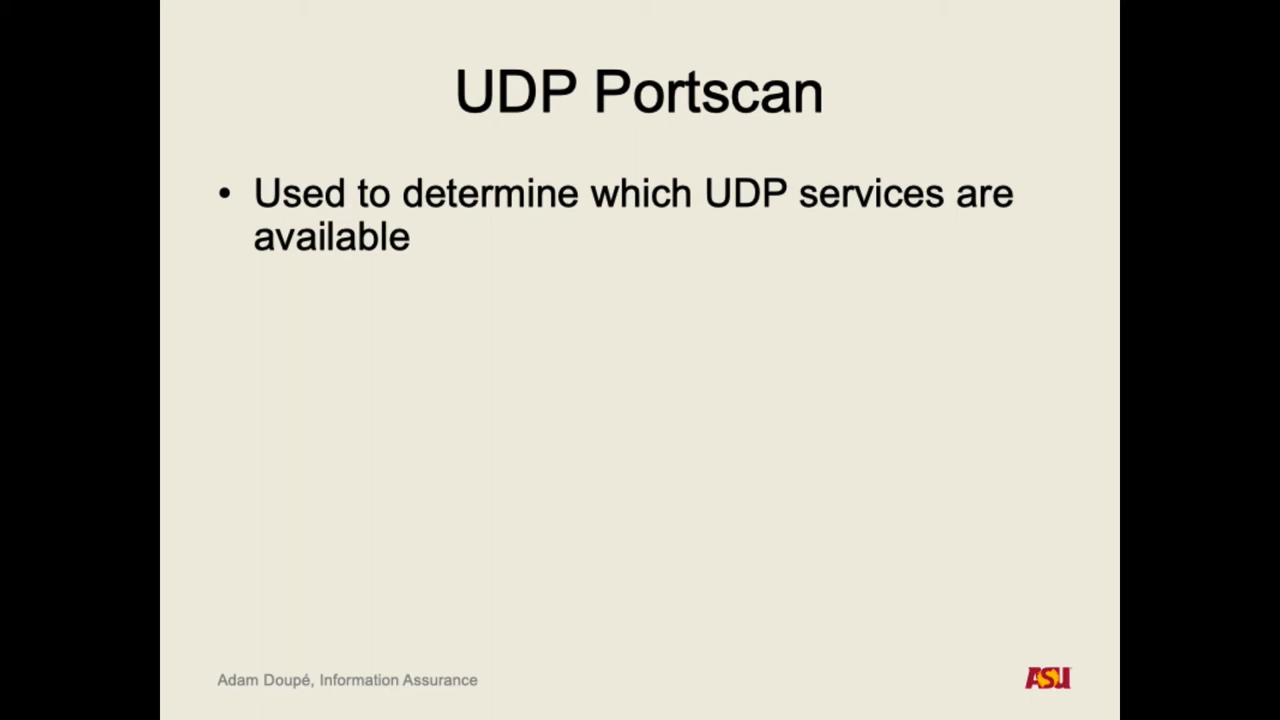 UDP Portscan
• Used to determine which UDP services are
available
Adam Doupé, Information Assurance
ASU